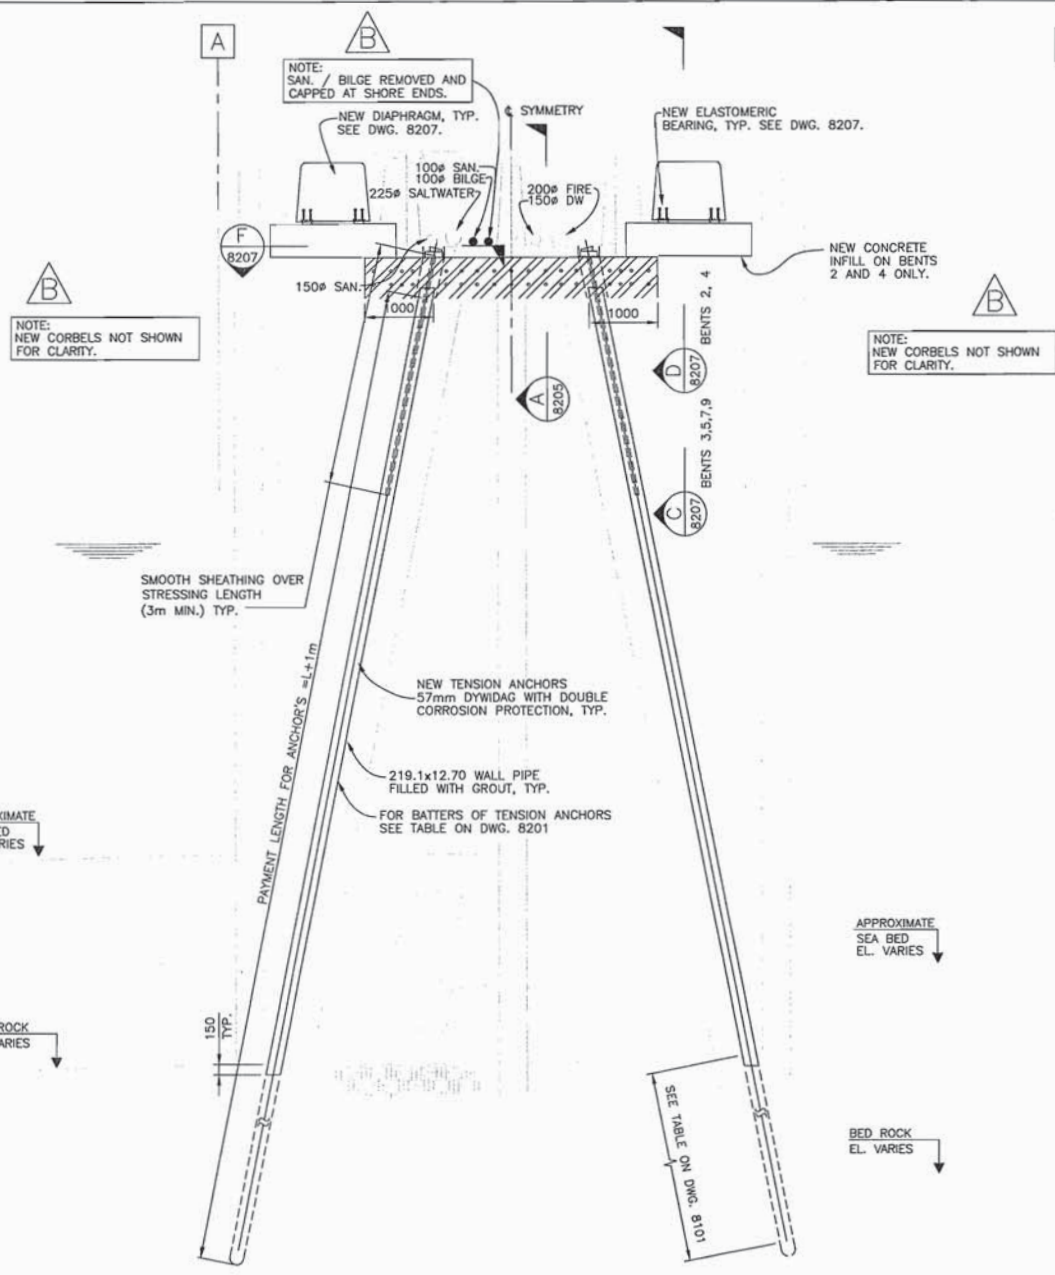 A
B
NOTE:
SAN. / BILGE REMOVED AND
CAPPED AT SHORE ENDS.
NEW DIAPHRAGM, TYP.
SEE DWG. 8207.
℄ SYMMETRY
NEW ELASTOMERIC
BEARING, TYP. SEE DWG. 8207.
100ø SAN.
100ø BILGE
225ø SALTWATER
200ø FIRE
150ø DW
F
8207
NEW CONCRETE
INFILL ON BENTS
2 AND 4 ONLY.
B
NOTE:
NEW CORBELS NOT SHOWN
FOR CLARITY.
150ø SAN.
1000
1000
BENTS 2, 4
B
NOTE:
NEW CORBELS NOT SHOWN
FOR CLARITY.
D
8207
A
8205
BENTS 3,5,7,9
C
8207
SMOOTH SHEATHING OVER
STRESSING LENGTH
(3m MIN.) TYP.
PAYMENT LENGTH FOR ANCHOR'S =L+1m
NEW TENSION ANCHORS
57mm DYWIDAG WITH DOUBLE
CORROSION PROTECTION, TYP.
219.1x12.70 WALL PIPE
FILLED WITH GROUT, TYP.
FOR BATTERS OF TENSION ANCHORS
SEE TABLE ON DWG. 8201
XIMATE
ED
RIES
APPROXIMATE
SEA BED
EL. VARIES
150
TYP.
ROCK
ARIES
SEE TABLE ON DWG. 8101
BED ROCK
EL. VARIES